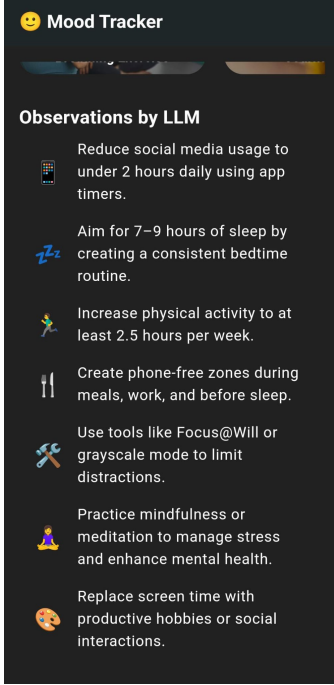 Mood Tracker
Observations by LLM
Reduce social media usage to
under 2 hours daily using app
timers.
Aim for 7–9 hours of sleep by
creating a consistent bedtime
routine.
Increase physical activity to at
least 2.5 hours per week.
Create phone-free zones during
meals, work, and before sleep.
Use tools like Focus@Will or
grayscale mode to limit
distractions.
Practice mindfulness or
meditation to manage stress
and enhance mental health.
Replace screen time with
productive hobbies or social
interactions.